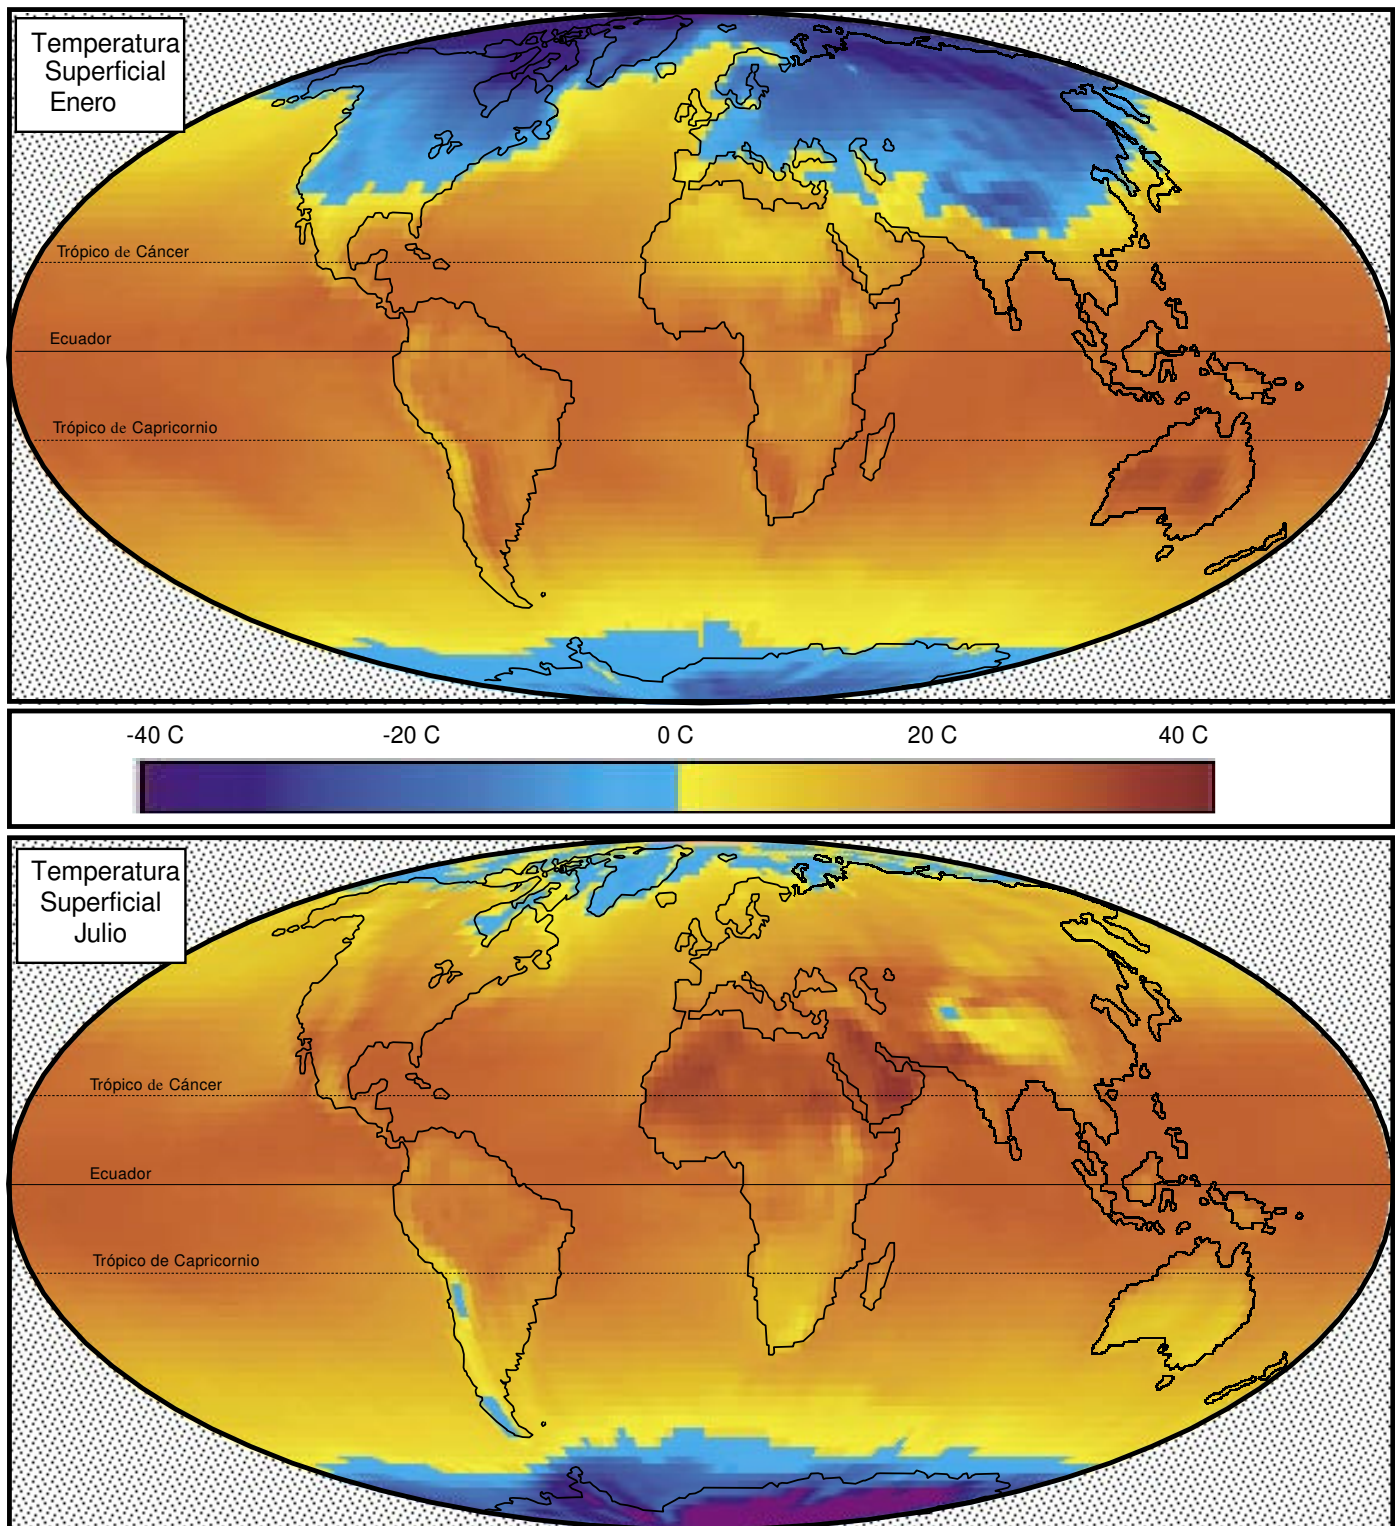 Temperatura
Superficial
Enero
Trópico de Cáncer
Ecuador
Trópico de Capricornio
-40 C -20 C 0 C 20 C 40 C
Temperatura
Superficial
Julio
Trópico de Cáncer
Ecuador
Trópico de Capricornio